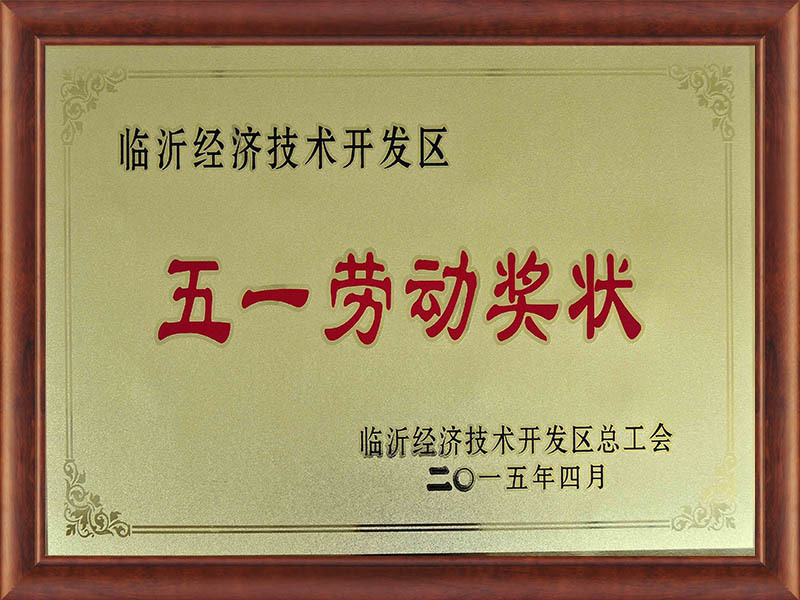 临沂经济技术开发区
五一劳动奖状
临沂经济技术开发区总工会
二〇一五年四月